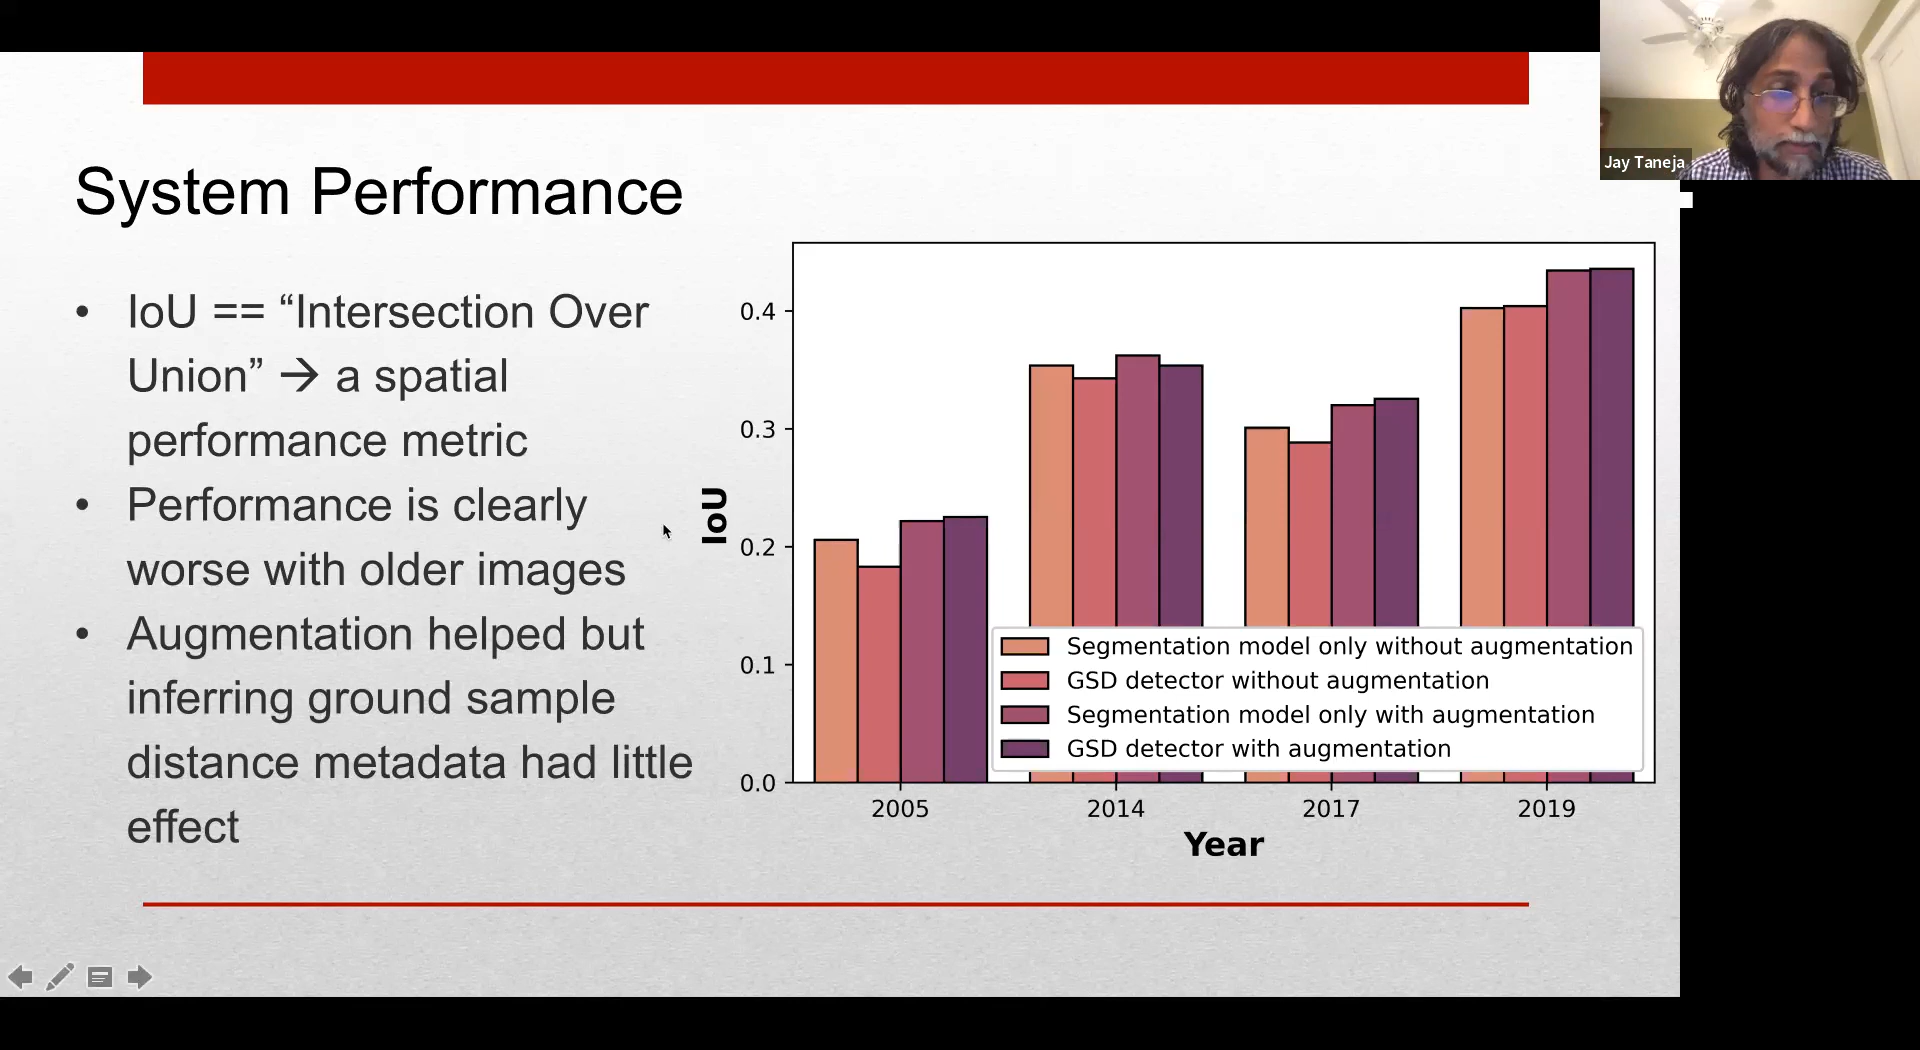 Jay Taneja
System Performance
• IoU == “Intersection Over
Union” → a spatial
performance metric
• Performance is clearly
worse with older images
• Augmentation helped but
inferring ground sample
distance metadata had little
effect
IoU
0.4
0.3
0.2
0.1
0.0
Segmentation model only without augmentation
GSD detector without augmentation
Segmentation model only with augmentation
GSD detector with augmentation
2005 2014 2017 2019
Year